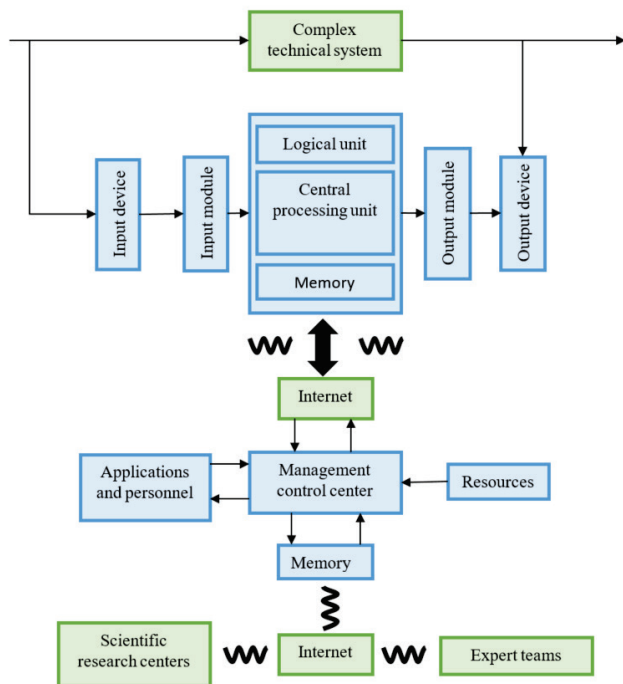 Complex
technical system
Logical unit
Central
processing unit
Memory
Input device
Input module
Output module
Output device
Internet
Applications
and personnel
Management
control center
Resources
Memory
Scientific
research centers
Internet
Expert teams